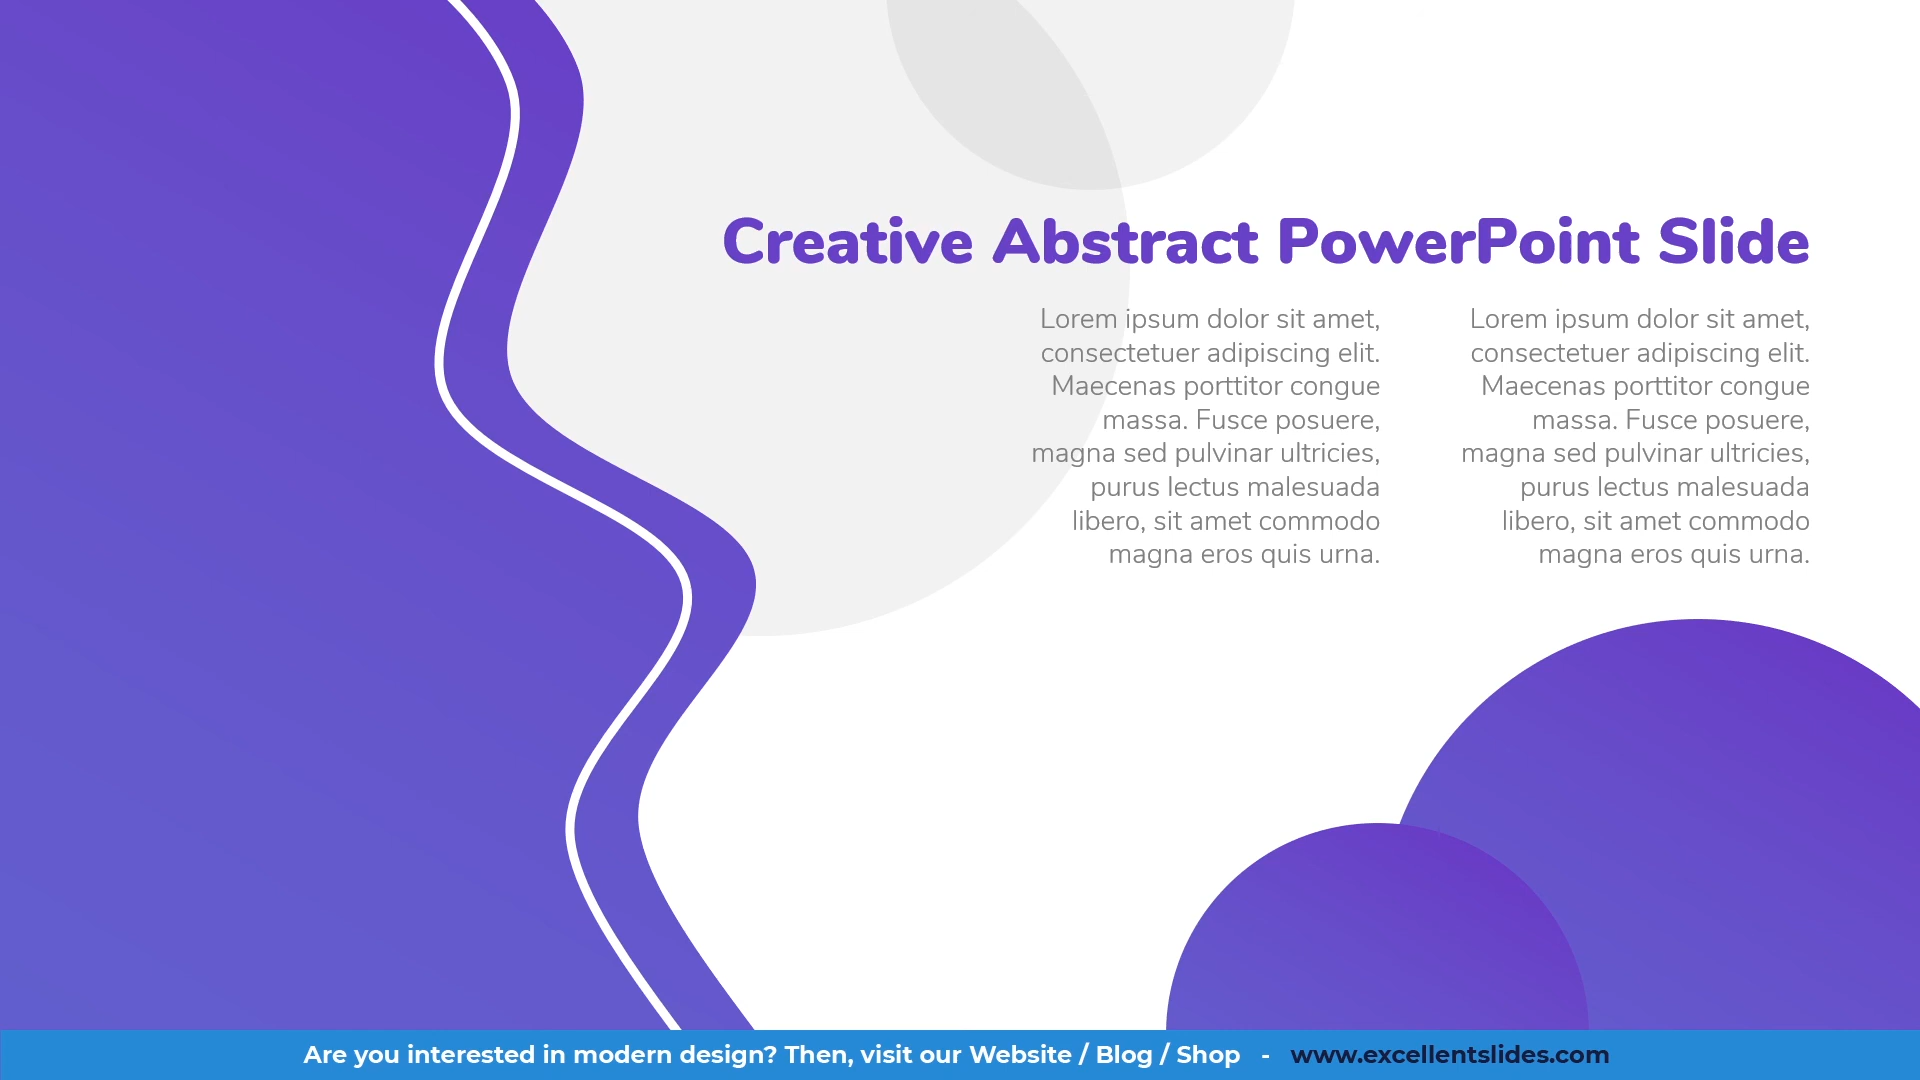 Creative Abstract PowerPoint Slide
Lorem ipsum dolor sit amet,
consectetuer adipiscing elit.
Maecenas porttitor congue
massa. Fusce posuere,
magna sed pulvinar ultricies,
purus lectus malesuada
libero, sit amet commodo
magna eros quis urna.
Lorem ipsum dolor sit amet,
consectetuer adipiscing elit.
Maecenas porttitor congue
massa. Fusce posuere,
magna sed pulvinar ultricies,
purus lectus malesuada
libero, sit amet commodo
magna eros quis urna.
Are you interested in modern design? Then, visit our Website / Blog / Shop - www.excellentslides.com